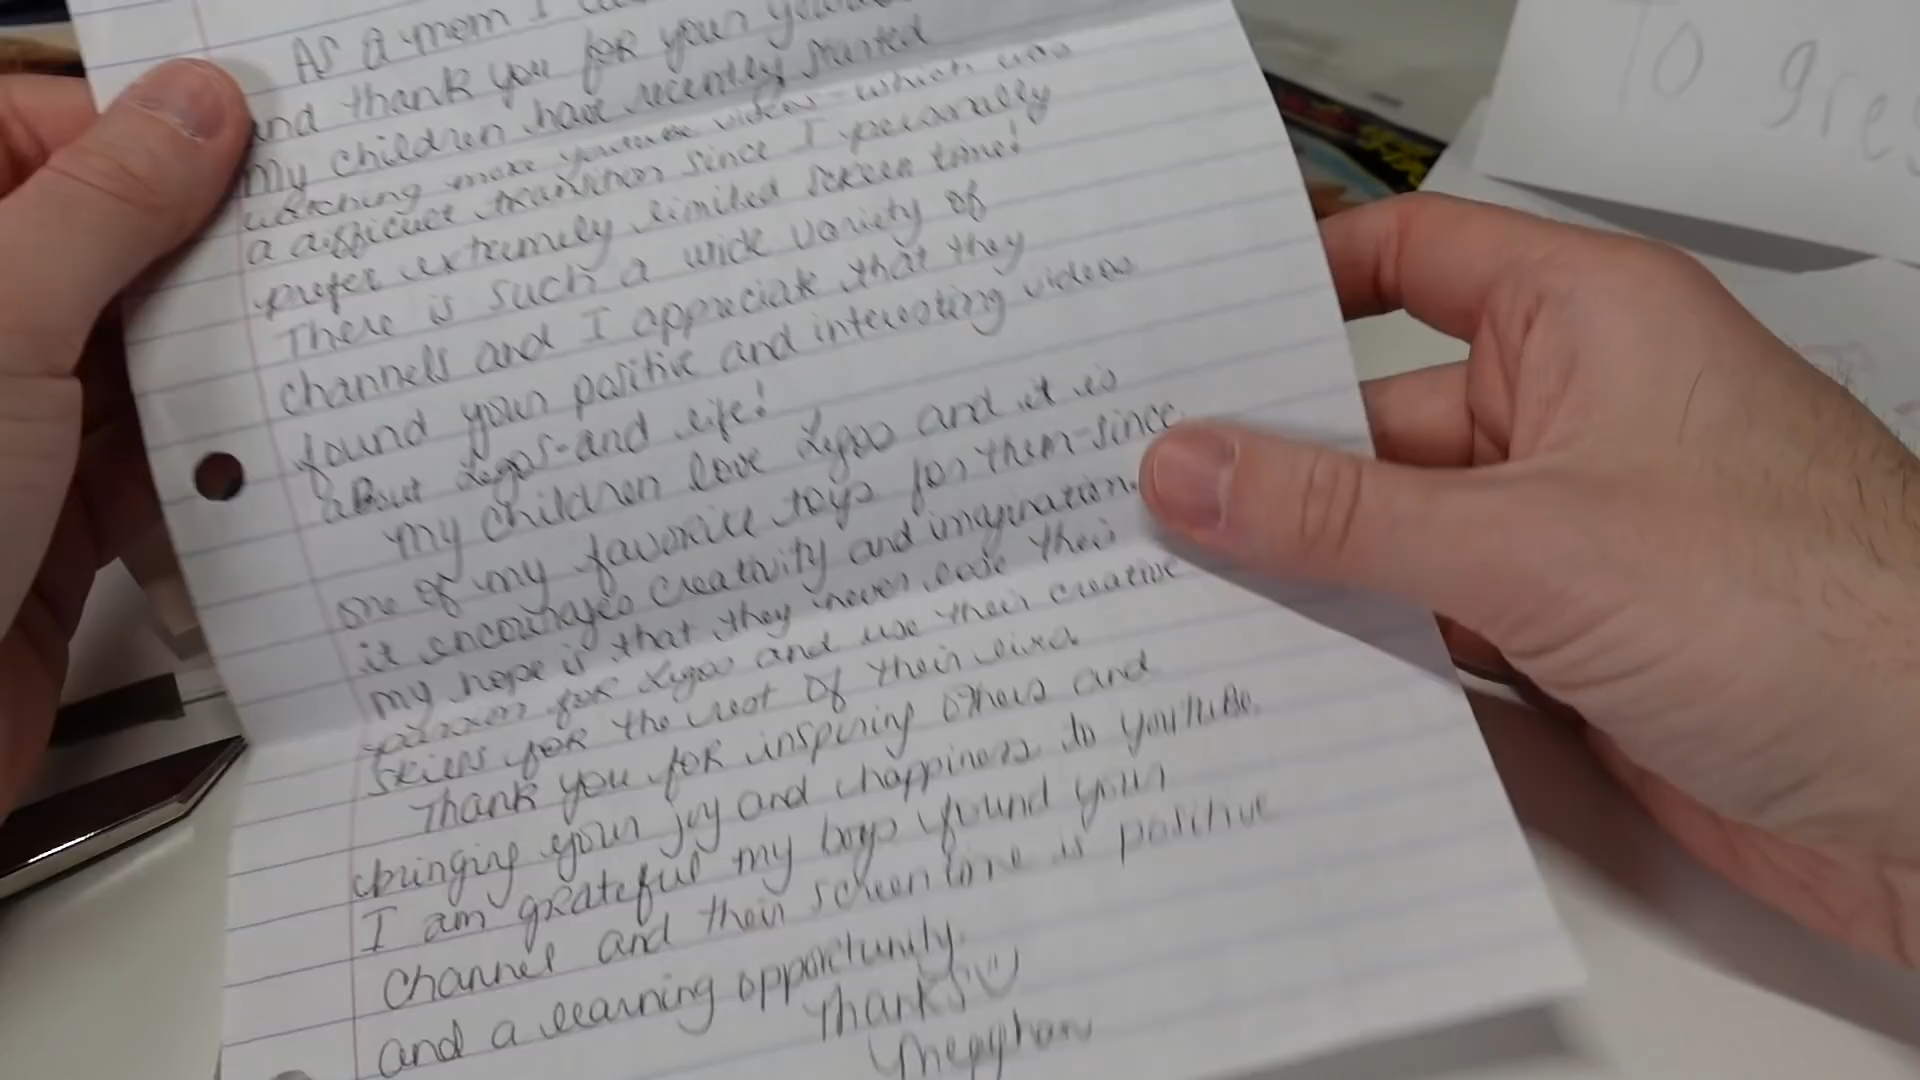 As a mom I
and thank you for your
my children have recently started
watching more youtube videos - which was
a difficult transition since I personally
prefer extremely limited screen time!
There is such a wide variety of
channels and I appreciate that they
found your positive and interesting videos
about Legos - and life!
my children love Legos and it is
one of my favorite toys for them - since
it encourages creativity and imagination.
my hope is that they never lose their
passion for Legos and use their creative
skills for the rest of their lives.
Thank you for inspiring others and
bringing your joy and happiness to YouTube.
I am grateful my boys found your
channel and their screen time is positive
and a learning opportunity.
Thanks
To gre